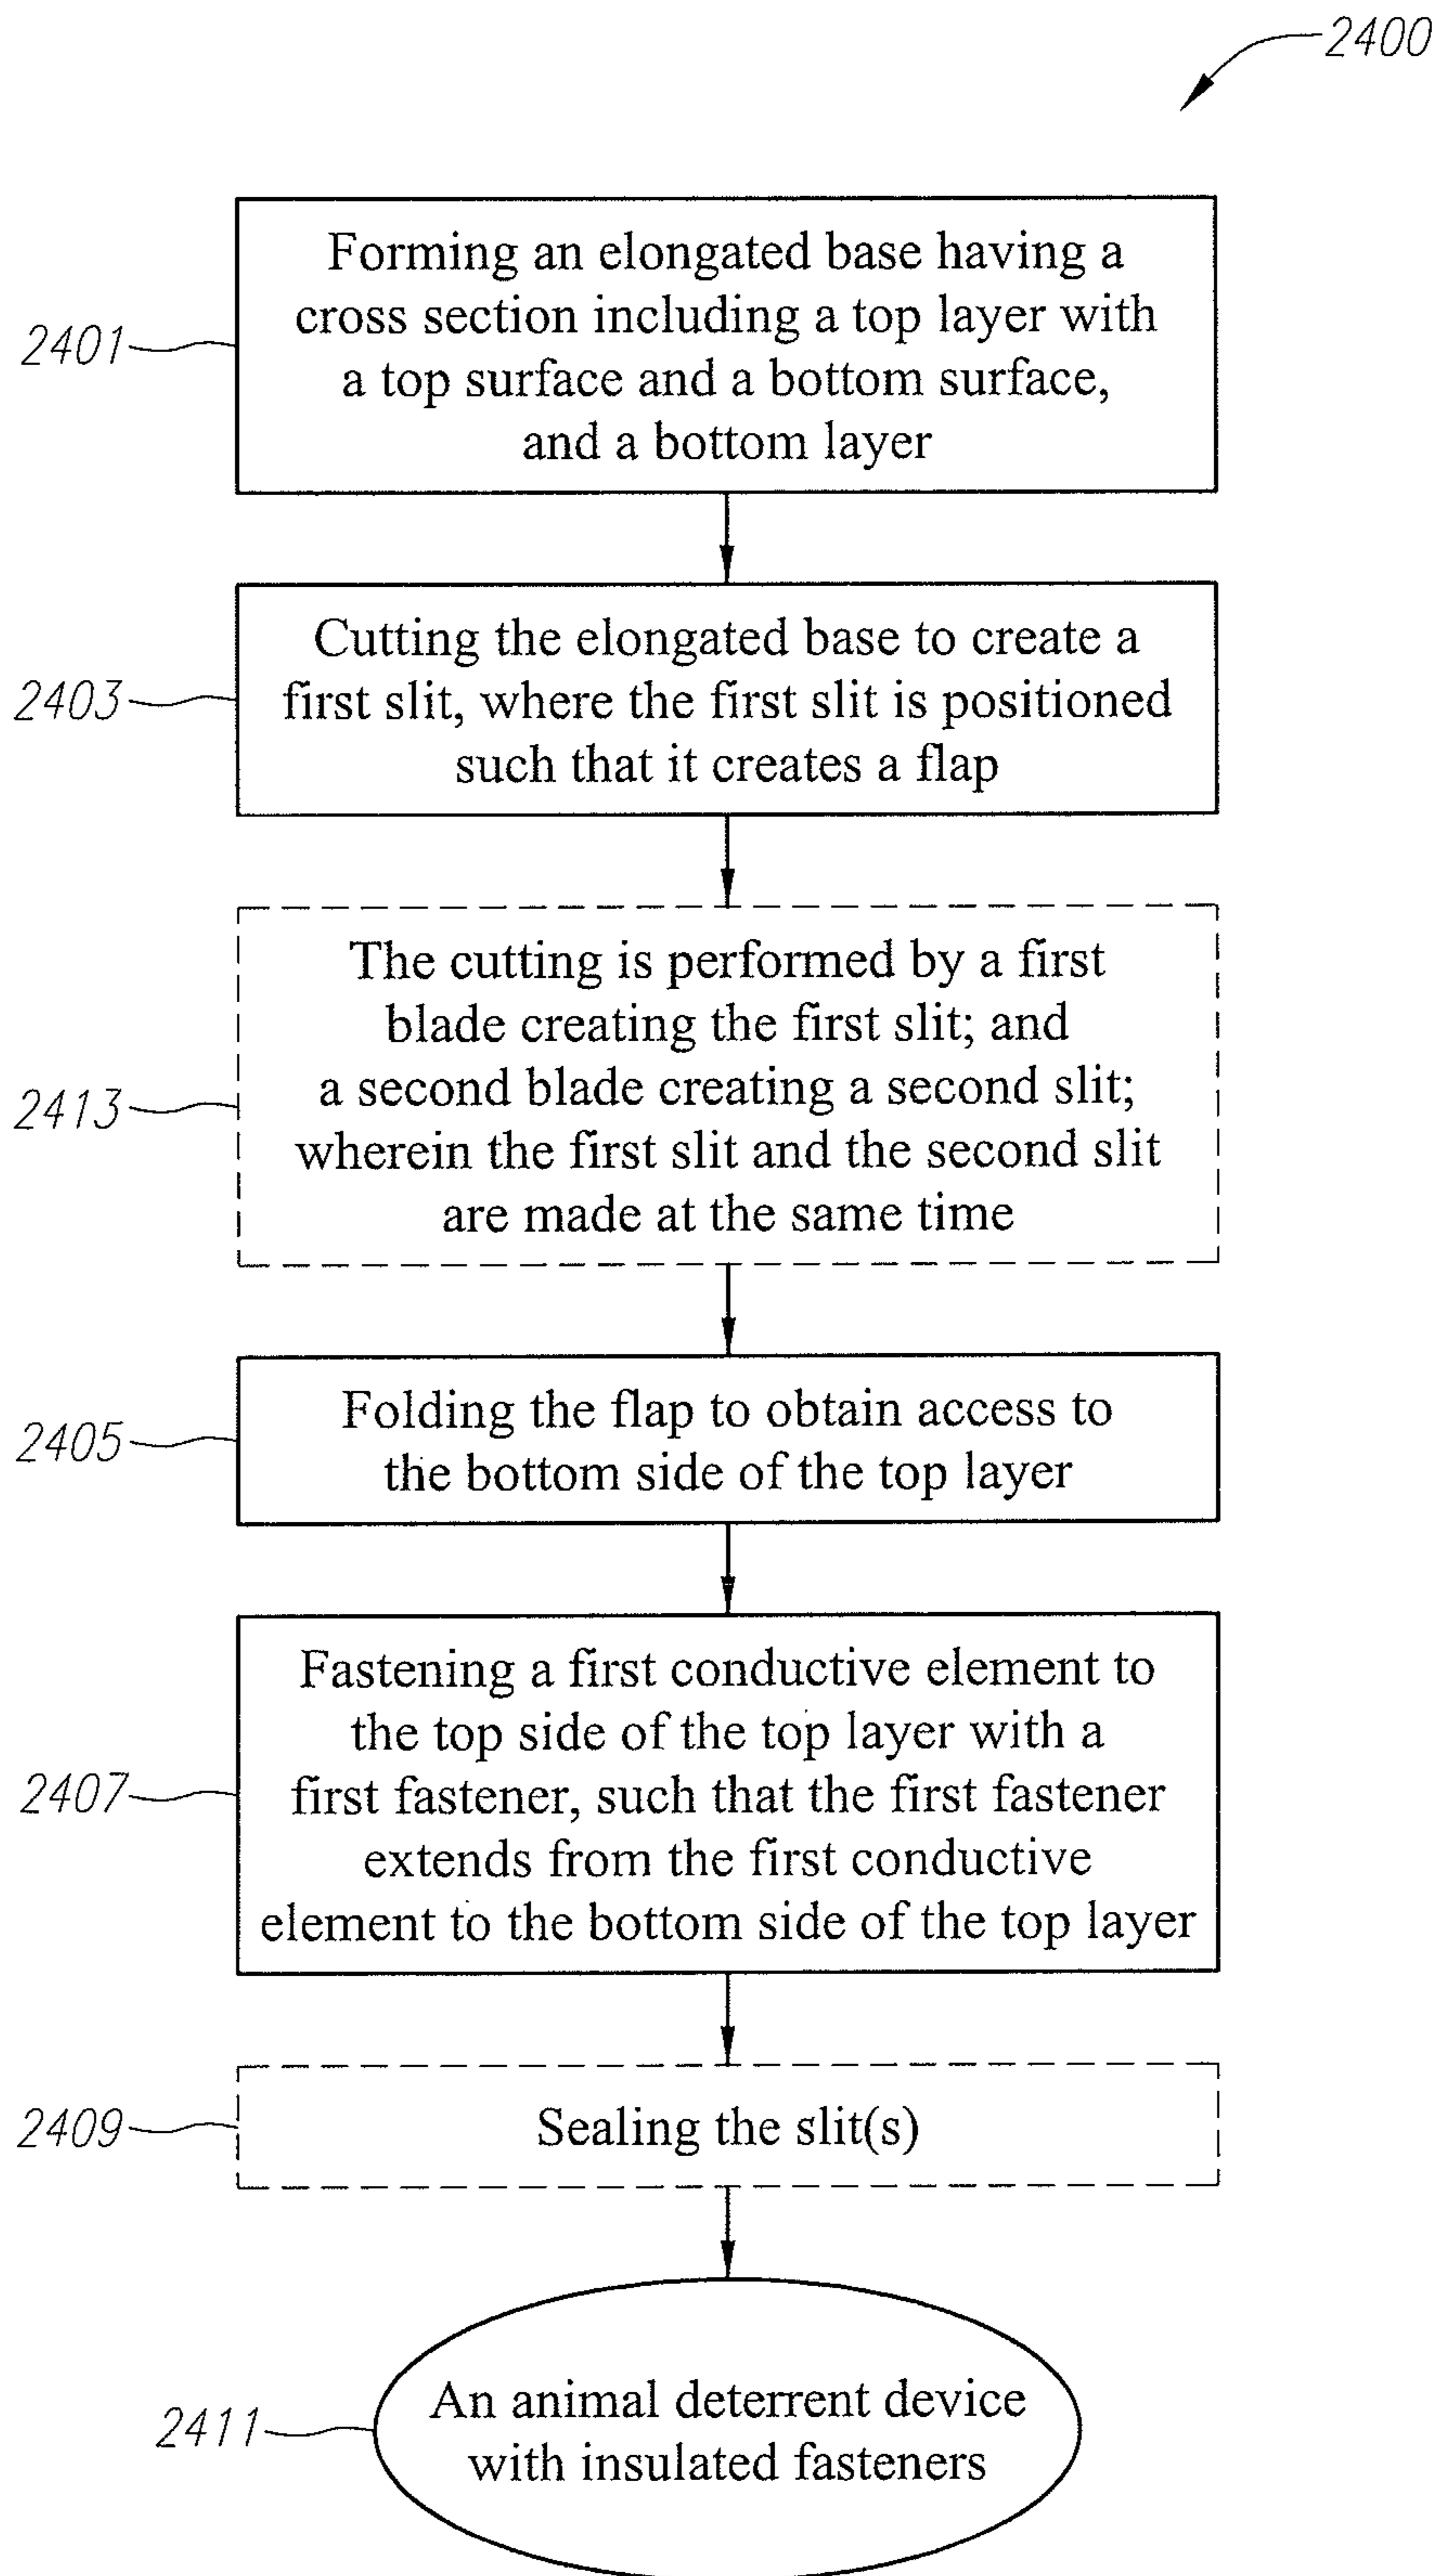 2400
2401
Forming an elongated base having a
cross section including a top layer with
a top surface and a bottom surface,
and a bottom layer
2403
Cutting the elongated base to create a
first slit, where the first slit is positioned
such that it creates a flap
2413
The cutting is performed by a first
blade creating the first slit; and
a second blade creating a second slit;
wherein the first slit and the second slit
are made at the same time
2405
Folding the flap to obtain access to
the bottom side of the top layer
2407
Fastening a first conductive element to
the top side of the top layer with a
first fastener, such that the first fastener
extends from the first conductive
element to the bottom side of the top layer
2409
Sealing the slit(s)
2411
An animal deterrent device
with insulated fasteners